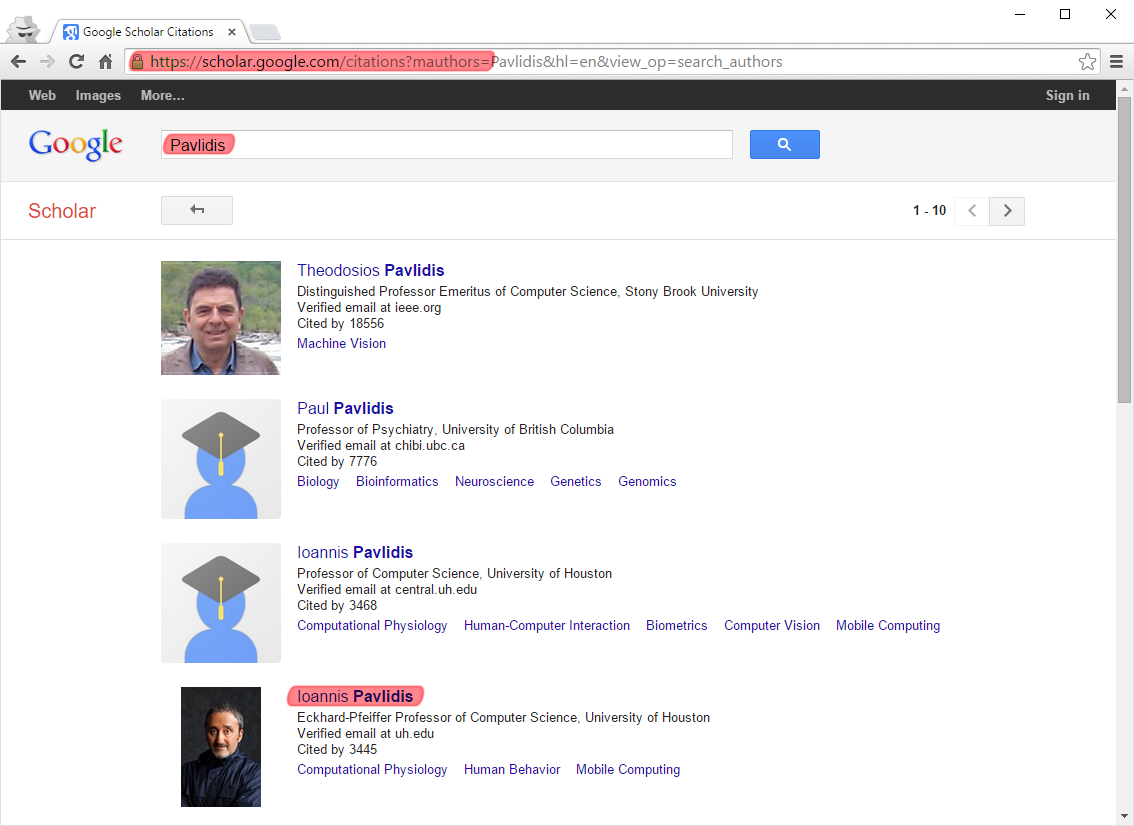 Google Scholar Citations
https://scholar.google.com/citations?mauthors=Pavlidis&hl=en&view_op=search_authors
Web Images More... Sign in
Google Pavlidis
Scholar 1 - 10
Theodosios Pavlidis
Distinguished Professor Emeritus of Computer Science, Stony Brook University
Verified email at ieee.org
Cited by 18556
Machine Vision
Paul Pavlidis
Professor of Psychiatry, University of British Columbia
Verified email at chibi.ubc.ca
Cited by 7776
Biology Bioinformatics Neuroscience Genetics Genomics
Ioannis Pavlidis
Professor of Computer Science, University of Houston
Verified email at central.uh.edu
Cited by 3468
Computational Physiology Human-Computer Interaction Biometrics Computer Vision Mobile Computing
Ioannis Pavlidis
Eckhard-Pfeiffer Professor of Computer Science, University of Houston
Verified email at uh.edu
Cited by 3445
Computational Physiology Human Behavior Mobile Computing